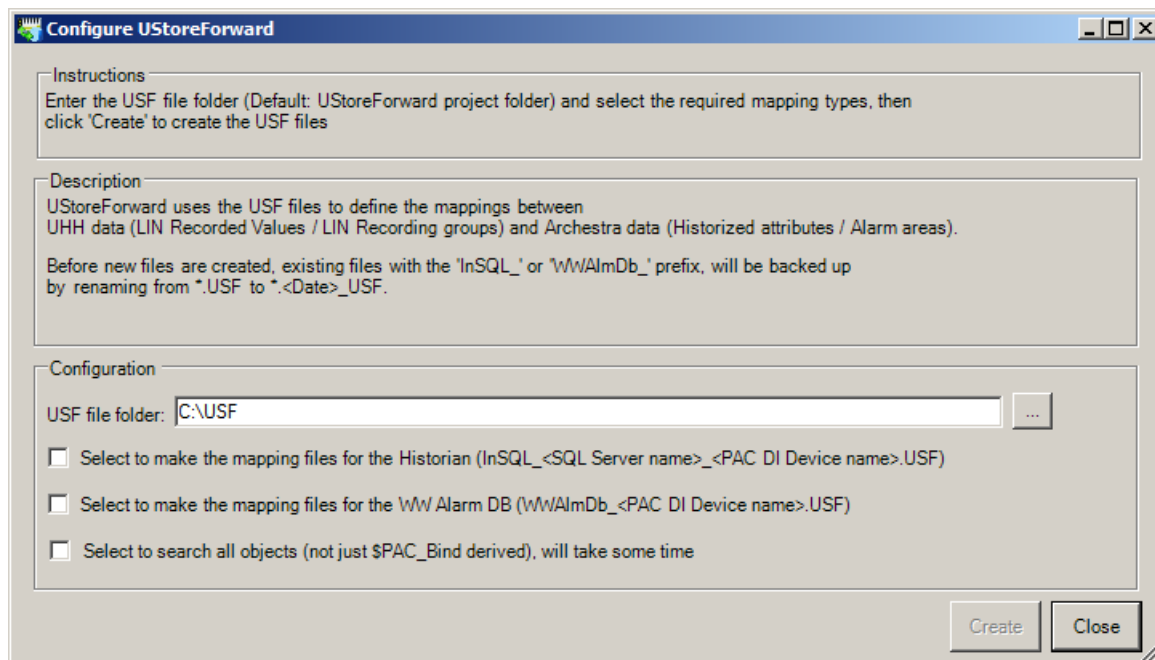 Configure UStoreForward
Instructions
Enter the USF file folder (Default: UStoreForward project folder) and select the required mapping types, then
click 'Create' to create the USF files
Description
UStoreForward uses the USF files to define the mappings between
UHH data (LIN Recorded Values / LIN Recording groups) and Archestra data (Historized attributes / Alarm areas).
Before new files are created, existing files with the 'InSQL_' or 'WWAlmDb_' prefix, will be backed up
by renaming from *.USF to *.<Date>_USF.
Configuration
USF file folder: C:\USF ...
Select to make the mapping files for the Historian (InSQL_<SQL Server name>_<PAC DI Device name>.USF)
Select to make the mapping files for the WW Alarm DB (WWAlmDb_<PAC DI Device name>.USF)
Select to search all objects (not just $PAC_Bind derived), will take some time
Create Close